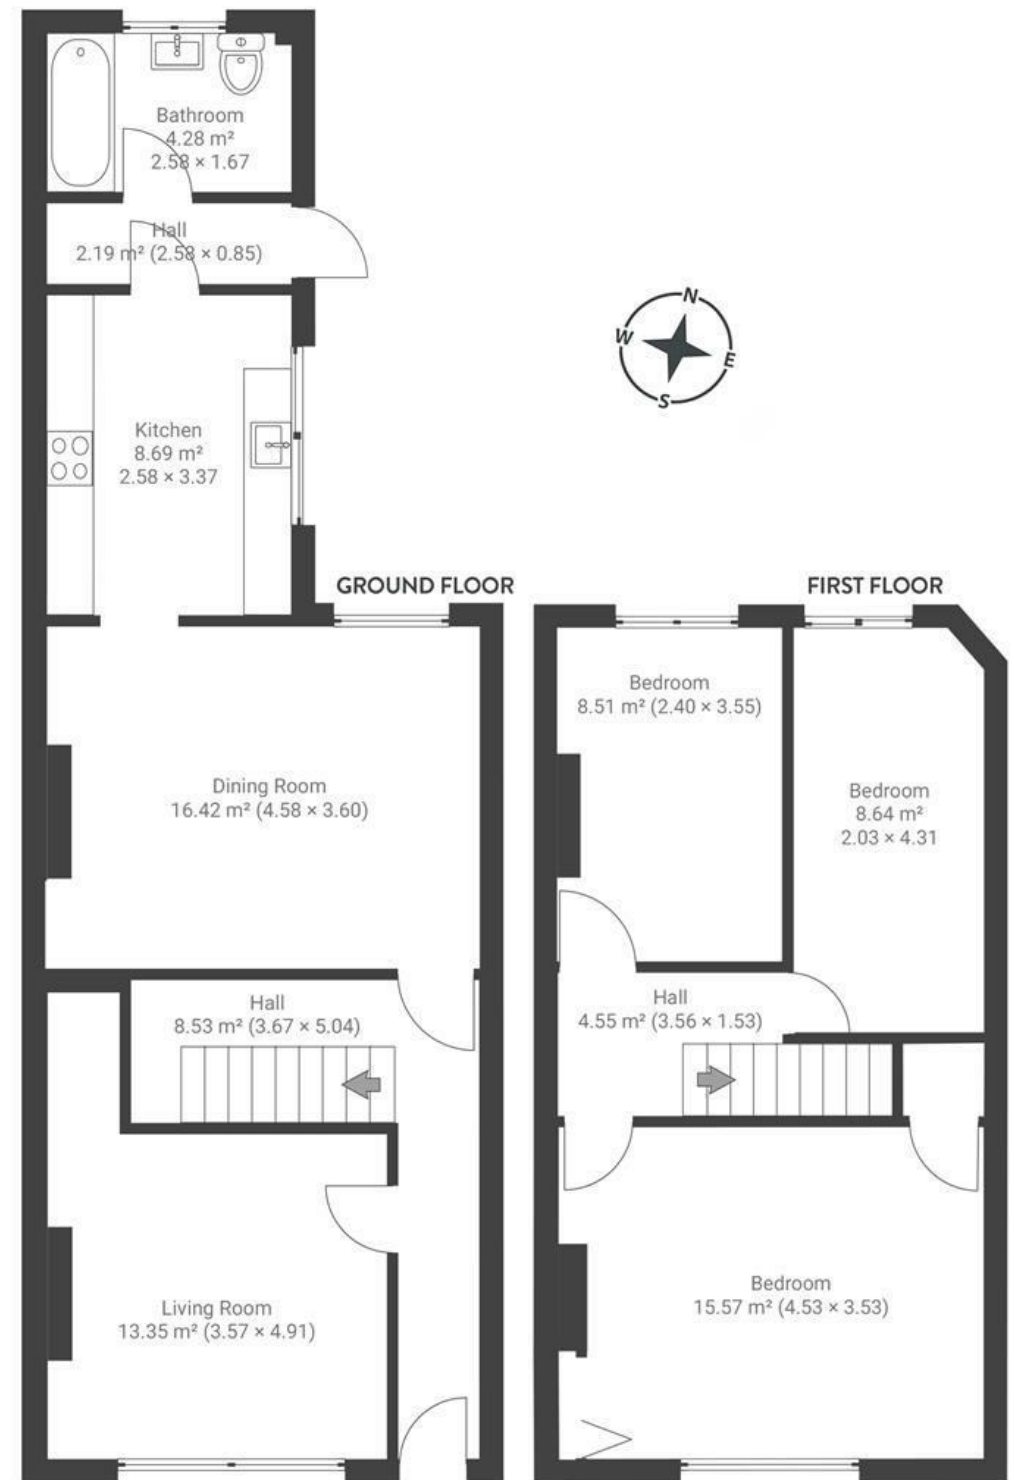 Bathroom
4.28 m²
2.58 × 1.67
Hall
2.19 m² (2.58 × 0.85)
N
W
E
S
Kitchen
8.69 m²
2.58 × 3.37
GROUND FLOOR
Dining Room
16.42 m² (4.58 × 3.60)
Hall
8.53 m² (3.67 × 5.04)
Living Room
13.35 m² (3.57 × 4.91)
FIRST FLOOR
Bedroom
8.51 m² (2.40 × 3.55)
Bedroom
8.64 m²
2.03 × 4.31
Hall
4.55 m² (3.56 × 1.53)
Bedroom
15.57 m² (4.53 × 3.53)